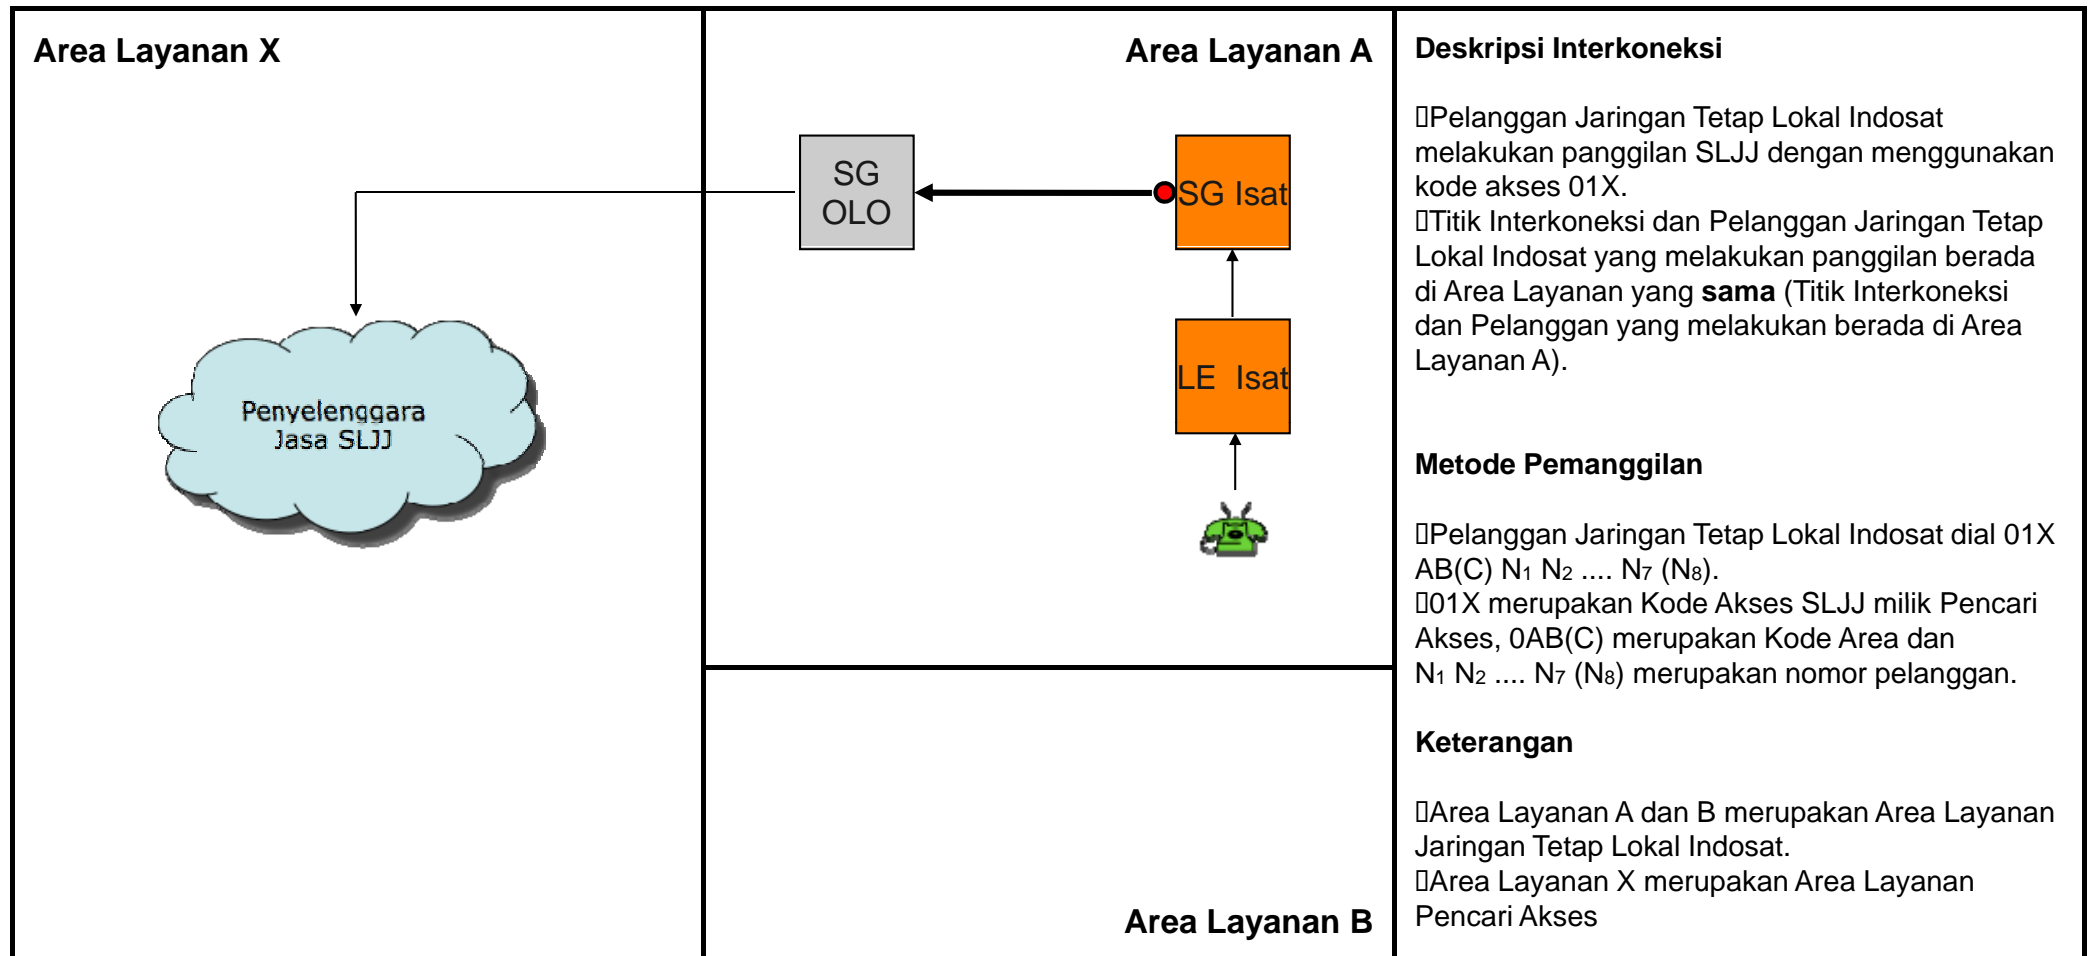 Area Layanan X
Penyelenggara
Jasa SLJJ
Area Layanan A
SG
OLO
SG Isat
LE Isat
Area Layanan B
Deskripsi Interkoneksi
Pelanggan Jaringan Tetap Lokal Indosat
melakukan panggilan SLJJ dengan menggunakan
kode akses 01X.
Titik Interkoneksi dan Pelanggan Jaringan Tetap
Lokal Indosat yang melakukan panggilan berada
di Area Layanan yang sama (Titik Interkoneksi
dan Pelanggan yang melakukan berada di Area
Layanan A).
Metode Pemanggilan
Pelanggan Jaringan Tetap Lokal Indosat dial 01X
AB(C) N₁ N₂ .... N₇ (N₈).
01X merupakan Kode Akses SLJJ milik Pencari
Akses, 0AB(C) merupakan Kode Area dan
N₁ N₂ .... N₇ (N₈) merupakan nomor pelanggan.
Keterangan
Area Layanan A dan B merupakan Area Layanan
Jaringan Tetap Lokal Indosat.
Area Layanan X merupakan Area Layanan
Pencari Akses